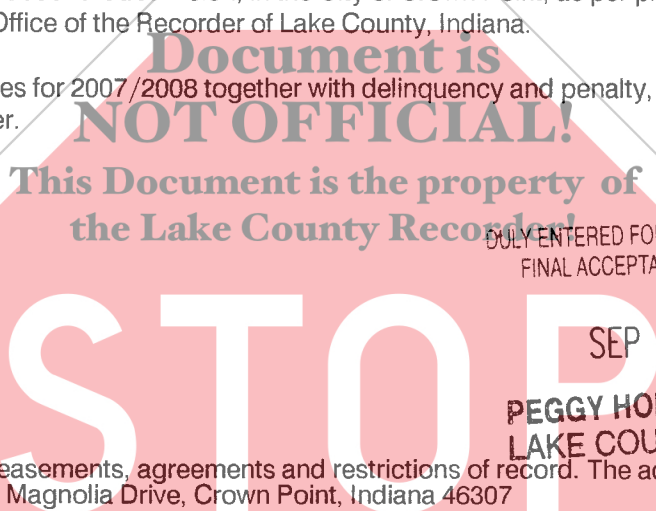 Office of the Recorder of Lake County, Indiana.
Document is
es for 2007/2008 together with delinquency and penalty,
er.
NOT OFFICIAL!
This Document is the property of
the Lake County Recorder!
DULY ENTERED FO
FINAL ACCEPTA
SEP
STOP
PEGGY HO
LAKE COU
easements, agreements and restrictions of record. The ad
Magnolia Drive, Crown Point, Indiana 46307